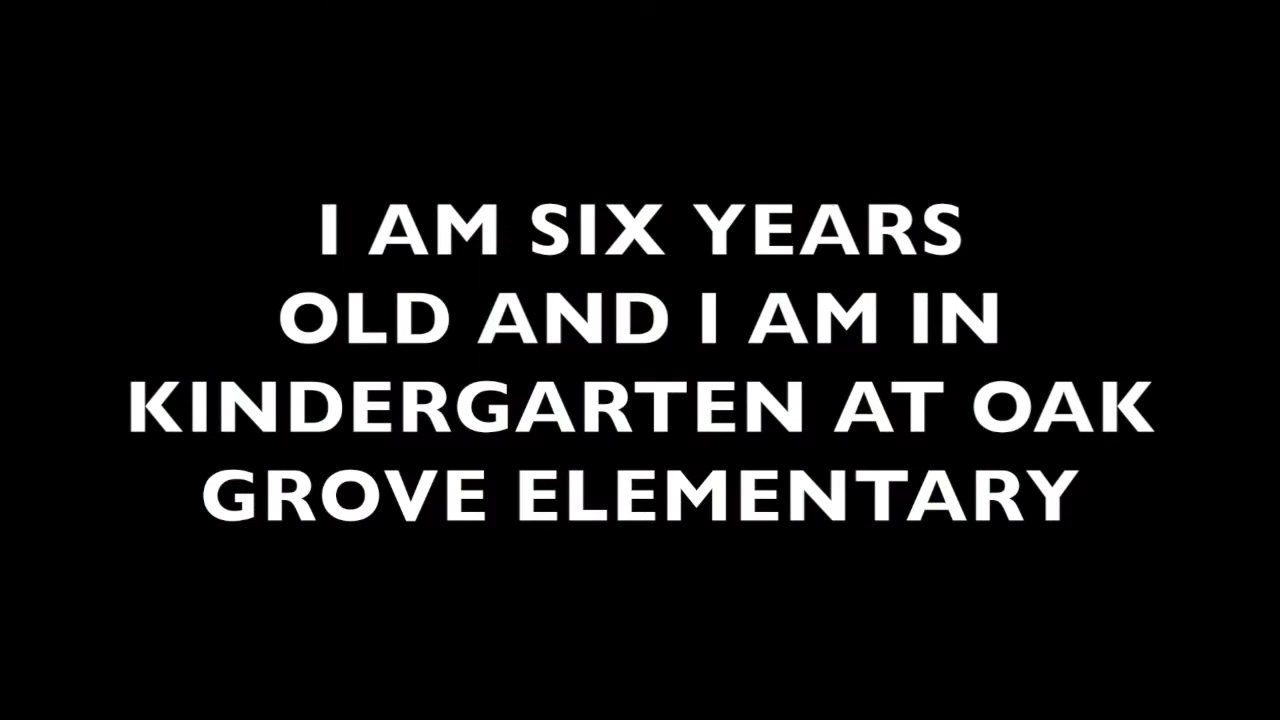 I AM SIX YEARS
OLD AND I AM IN
KINDERGARTEN AT OAK
GROVE ELEMENTARY